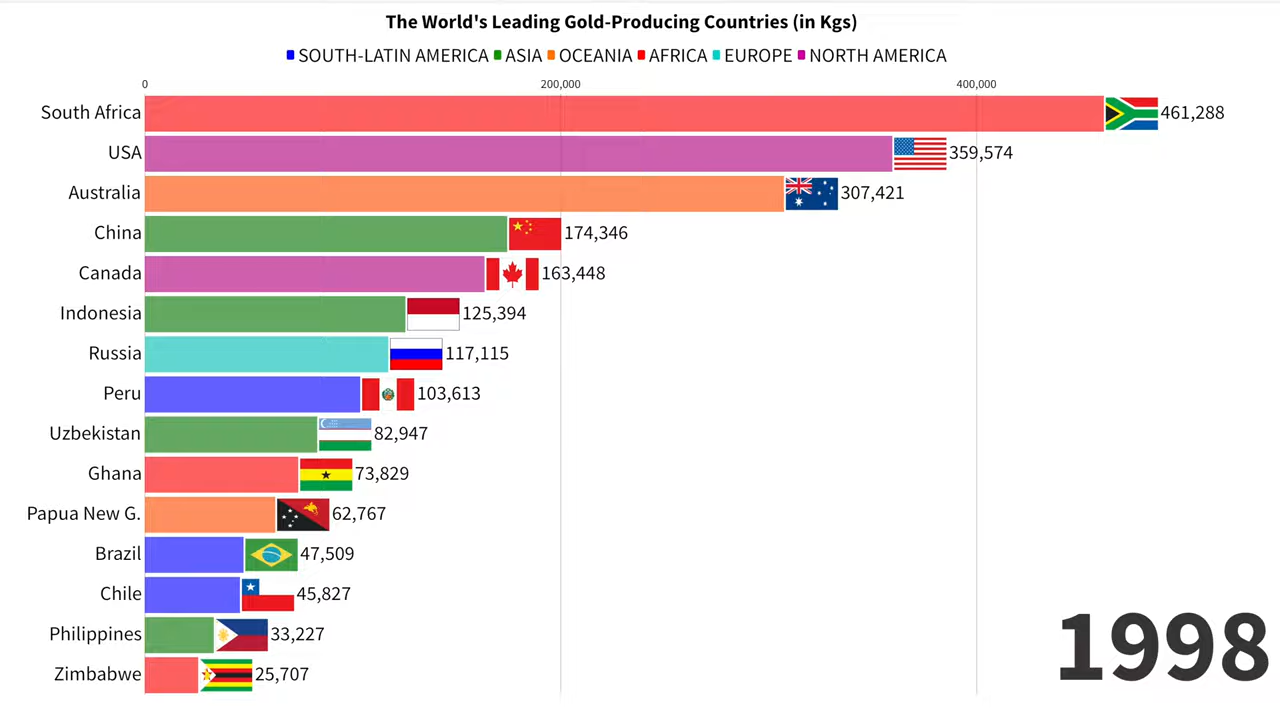 The World's Leading Gold-Producing Countries (in Kgs)
SOUTH-LATIN AMERICA ASIA OCEANIA AFRICA EUROPE NORTH AMERICA
0 200,000 400,000
South Africa 461,288
USA 359,574
Australia 307,421
China 174,346
Canada 163,448
Indonesia 125,394
Russia 117,115
Peru 103,613
Uzbekistan 82,947
Ghana 73,829
Papua New G. 62,767
Brazil 47,509
Chile 45,827
Philippines 33,227
Zimbabwe 25,707
1998